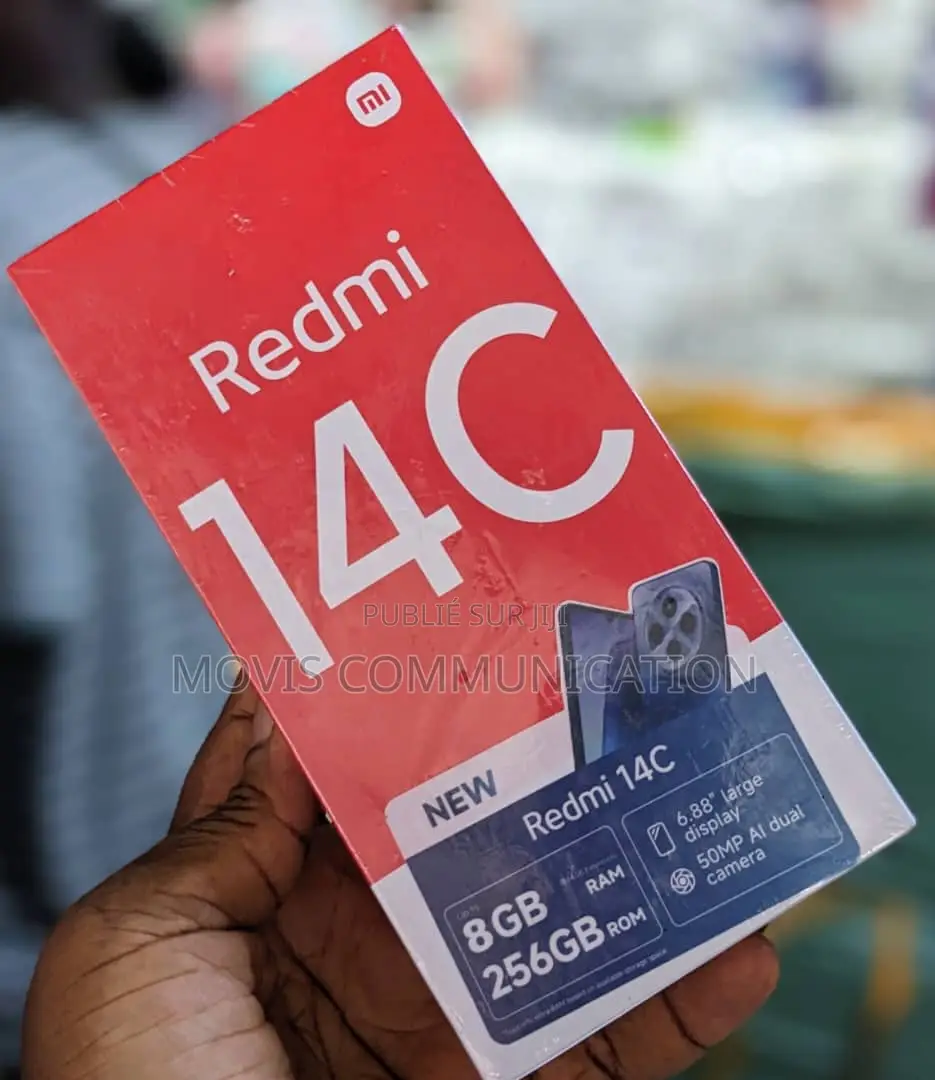 mi
Redmi
14C
PUBLIÉ SUR JIJI
MOVIS COMMUNICATION
NEW
Redmi 14C
8GB
RAM
256GB ROM
6.88" large
display
50MP AI dual
camera